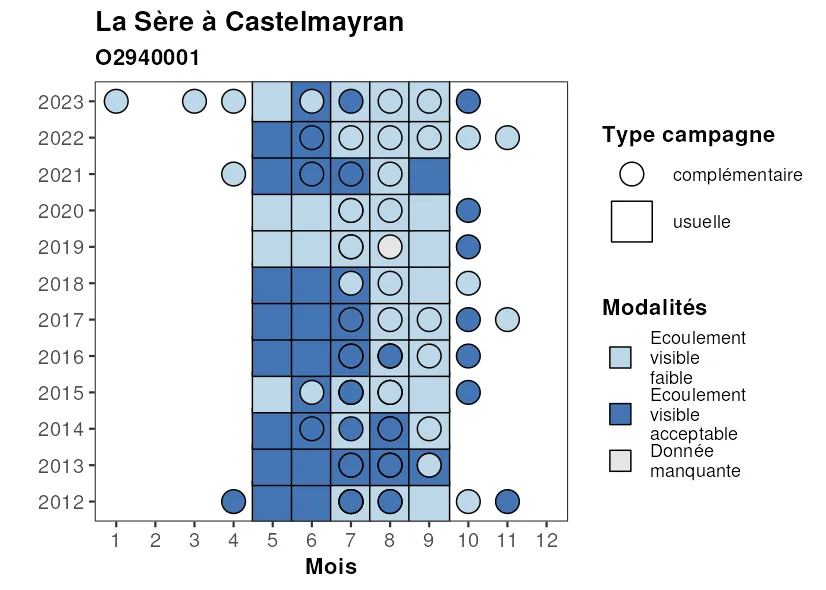 La Sère à Castelmayran
O2940001
2023
2022
2021
2020
2019
2018
2017
2016
2015
2014
2013
2012
1 2 3 4 5 6 7 8 9 10 11 12
Mois
Type campagne
complémentaire
usuelle
Modalités
Ecoulement
visible
faible
Ecoulement
visible
acceptable
Donnée
manquante